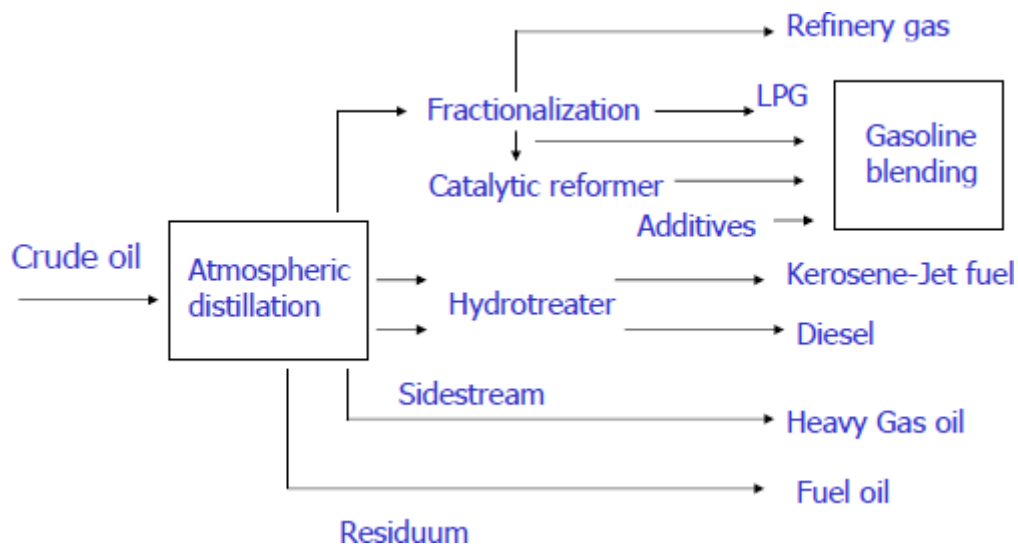 Refinery gas
Fractionalization
LPG
Gasoline
blending
Catalytic reformer
Additives
Crude oil
Atmospheric
distillation
Hydrotreater
Kerosene-Jet fuel
Diesel
Sidestream
Heavy Gas oil
Fuel oil
Residuum